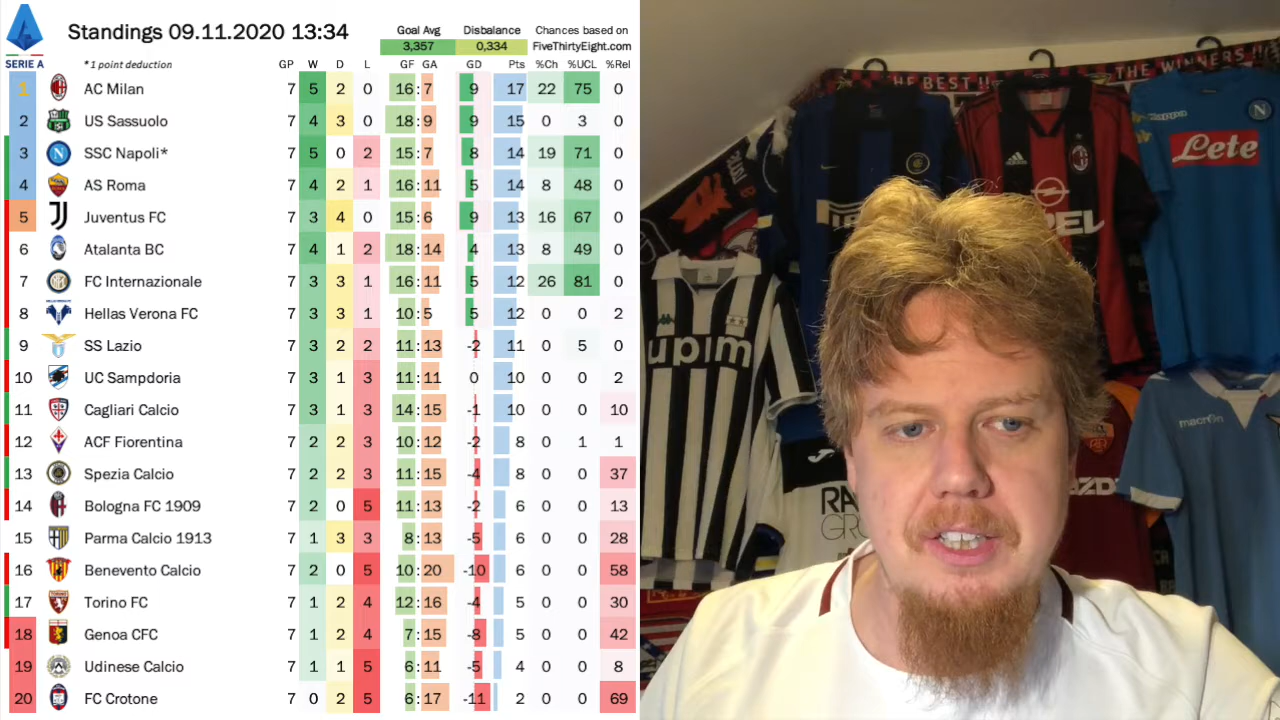 Standings 09.11.2020 13:34
SERIE A
* 1 point deduction
Goal Avg Disbalance Chances based on
3,357 0,334 FiveThirtyEight.com
GP W D L GF GA GD Pts %Ch %UCL %Rel
1 AC Milan 7 5 2 0 16 : 7 9 17 22 75 0
2 US Sassuolo 7 4 3 0 18 : 9 9 15 0 3 0
3 SSC Napoli* 7 5 0 2 15 : 7 8 14 19 71 0
4 AS Roma 7 4 2 1 16 : 11 5 14 8 48 0
5 Juventus FC 7 3 4 0 15 : 6 9 13 16 67 0
6 Atalanta BC 7 4 1 2 18 : 14 4 13 8 49 0
7 FC Internazionale 7 3 3 1 16 : 11 5 12 26 81 0
8 Hellas Verona FC 7 3 3 1 10 : 5 5 12 0 0 2
9 SS Lazio 7 3 2 2 11 : 13 -2 11 0 5 0
10 UC Sampdoria 7 3 1 3 11 : 11 0 10 0 0 2
11 Cagliari Calcio 7 3 1 3 14 : 15 -1 10 0 0 10
12 ACF Fiorentina 7 2 2 3 10 : 12 -2 8 0 1 1
13 Spezia Calcio 7 2 2 3 11 : 15 -4 8 0 0 37
14 Bologna FC 1909 7 2 0 5 11 : 13 -2 6 0 0 13
15 Parma Calcio 1913 7 1 3 3 8 : 13 -5 6 0 0 28
16 Benevento Calcio 7 2 0 5 10 : 20 -10 6 0 0 58
17 Torino FC 7 1 2 4 12 : 16 -4 5 0 0 30
18 Genoa CFC 7 1 2 4 7 : 15 -8 5 0 0 42
19 Udinese Calcio 7 1 1 5 6 : 11 -5 4 0 0 8
20 FC Crotone 7 0 2 5 6 : 17 -11 2 0 0 69
THE BEST ! THE WINNERS
Lete
upim
macron